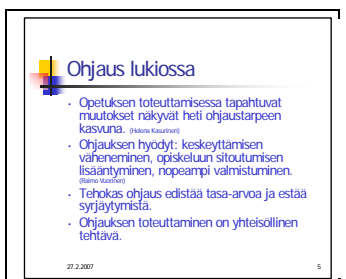 Ohjaus lukiossa
• Opetuksen toteuttamisessa tapahtuvat
muutokset näkyvät heti ohjaustarpeen
kasvuna. (Helena Kasurinen)
• Ohjauksen hyödyt: keskeyttämisen
väheneminen, opiskeluun sitoutumisen
lisääntyminen, nopeampi valmistuminen.
(Raimo Vuorinen)
• Tehokas ohjaus edistää tasa-arvoa ja estää
syrjäytymistä.
• Ohjauksen toteuttaminen on yhteisöllinen
tehtävä.
27.2.2007 5